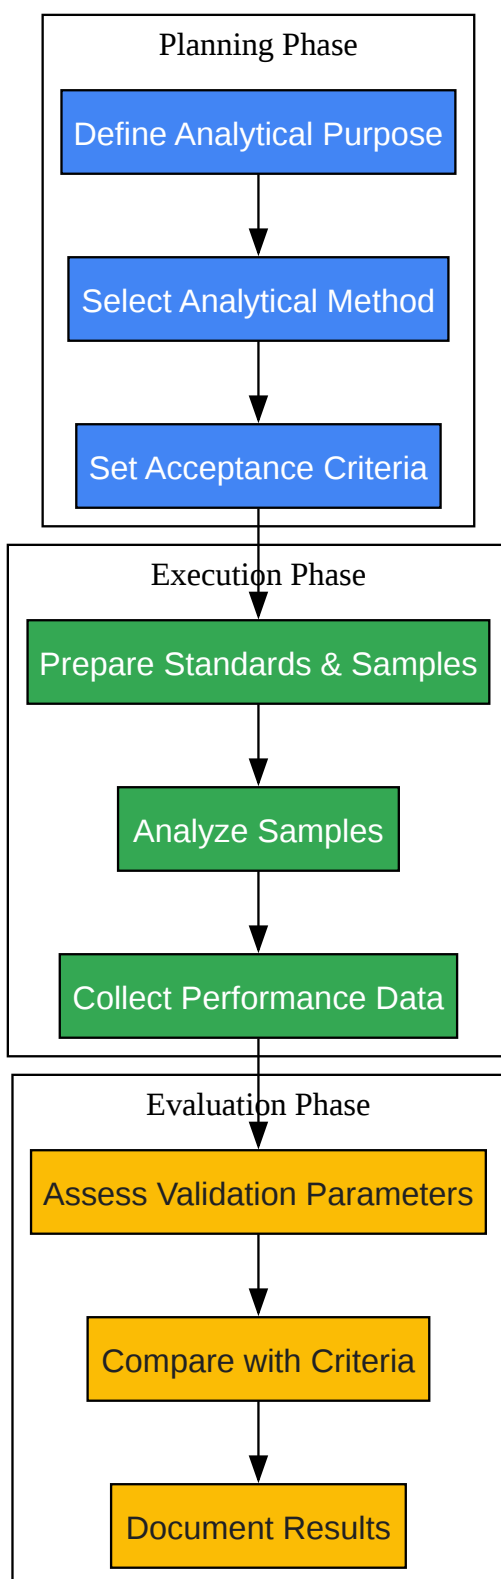 Planning Phase
Define Analytical Purpose
Select Analytical Method
Set Acceptance Criteria
Execution Phase
Prepare Standards & Samples
Analyze Samples
Collect Performance Data
Evaluation Phase
Assess Validation Parameters
Compare with Criteria
Document Results